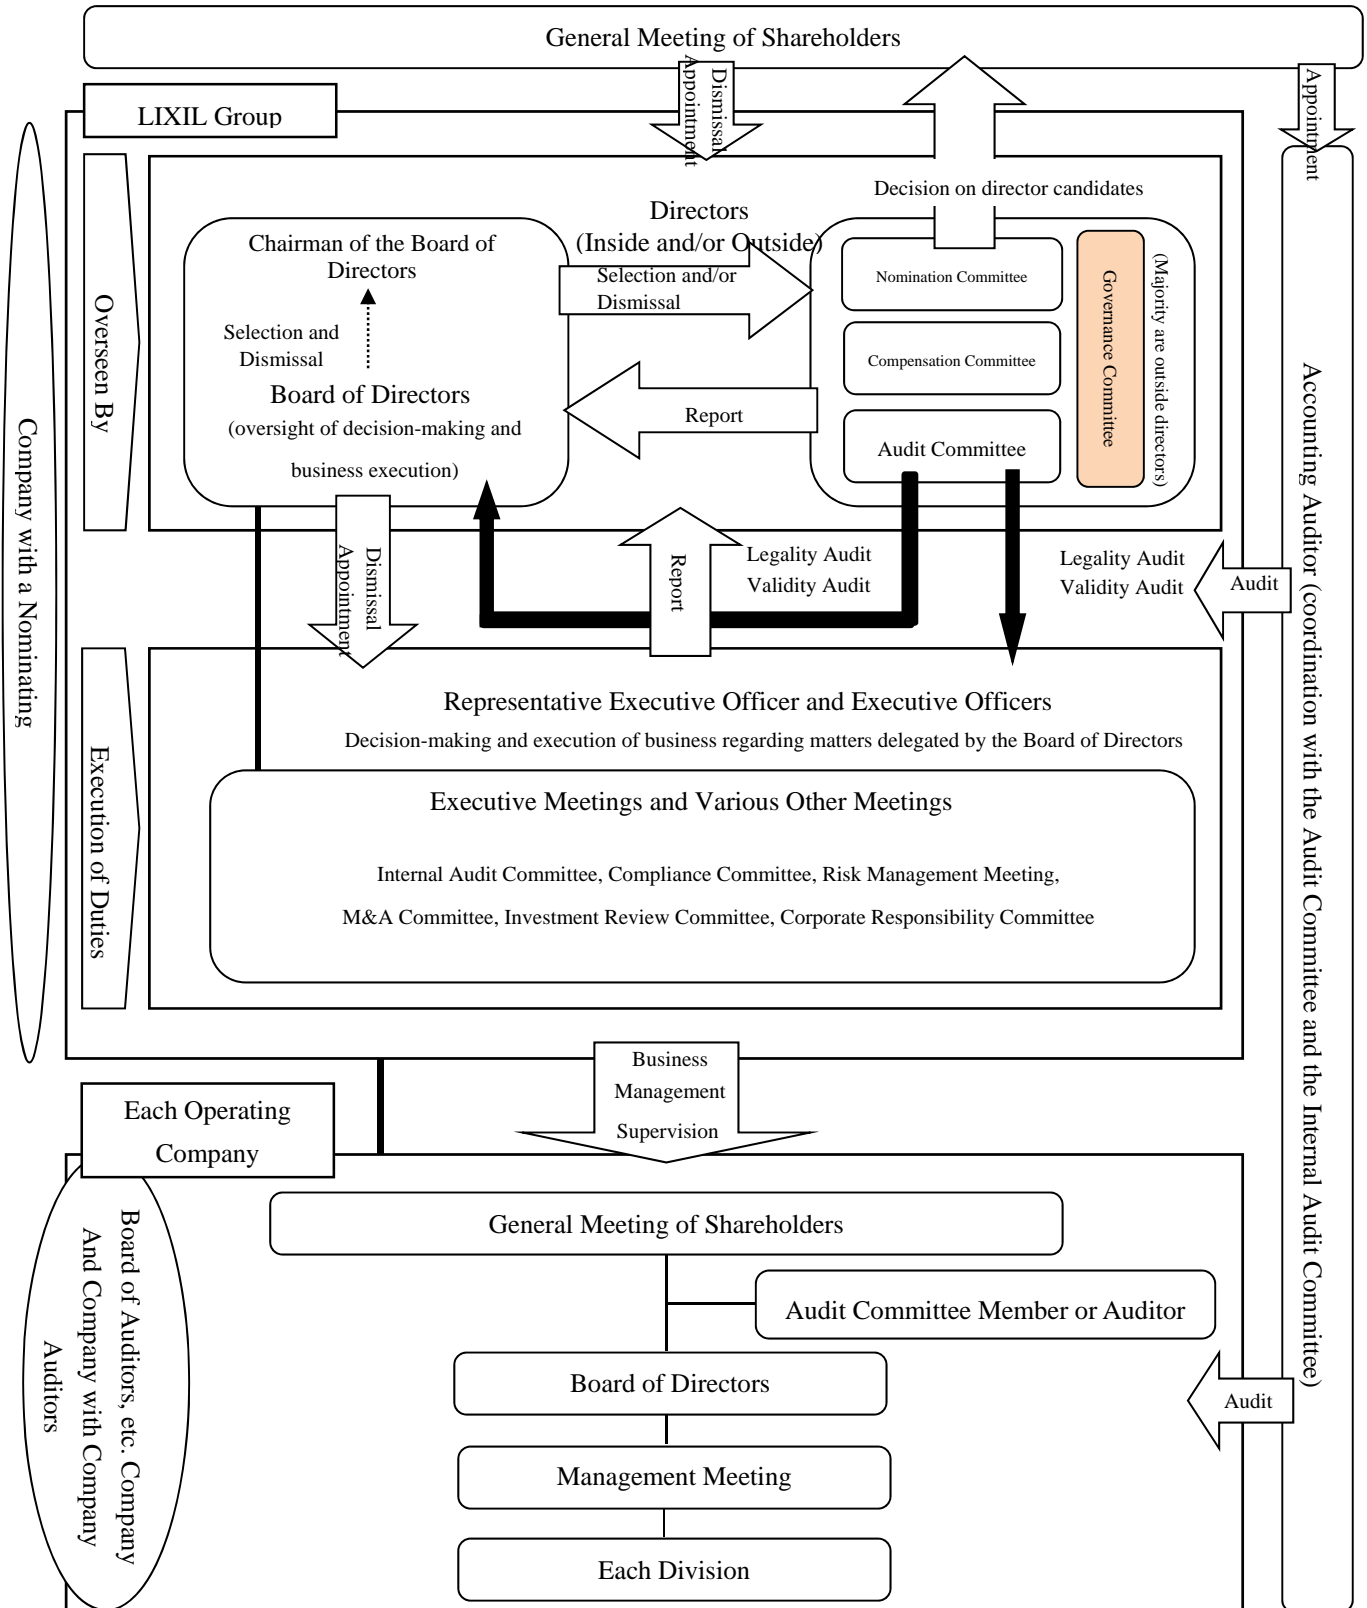 General Meeting of Shareholders
Dismissal
Appointment
Appointment
LIXIL Group
Company with a Nominating
Overseen By
Decision on director candidates
Directors
(Inside and/or Outside)
Chairman of the Board of
Directors
Selection and
Dismissal
Board of Directors
(oversight of decision-making and
business execution)
Selection and/or
Dismissal
Report
Nomination Committee
Compensation Committee
Audit Committee
Governance Committee
(Majority are outside directors)
Dismissal
Appointment
Report
Legality Audit
Validity Audit
Legality Audit
Validity Audit
Audit
Accounting Auditor (coordination with the Audit Committee and the Internal Audit Committee)
Execution of Duties
Representative Executive Officer and Executive Officers
Decision-making and execution of business regarding matters delegated by the Board of Directors
Executive Meetings and Various Other Meetings
Internal Audit Committee, Compliance Committee, Risk Management Meeting,
M&A Committee, Investment Review Committee, Corporate Responsibility Committee
Business
Management
Supervision
Each Operating
Company
Board of Auditors, etc. Company
And Company with Company
Auditors
General Meeting of Shareholders
Audit Committee Member or Auditor
Board of Directors
Audit
Management Meeting
Each Division